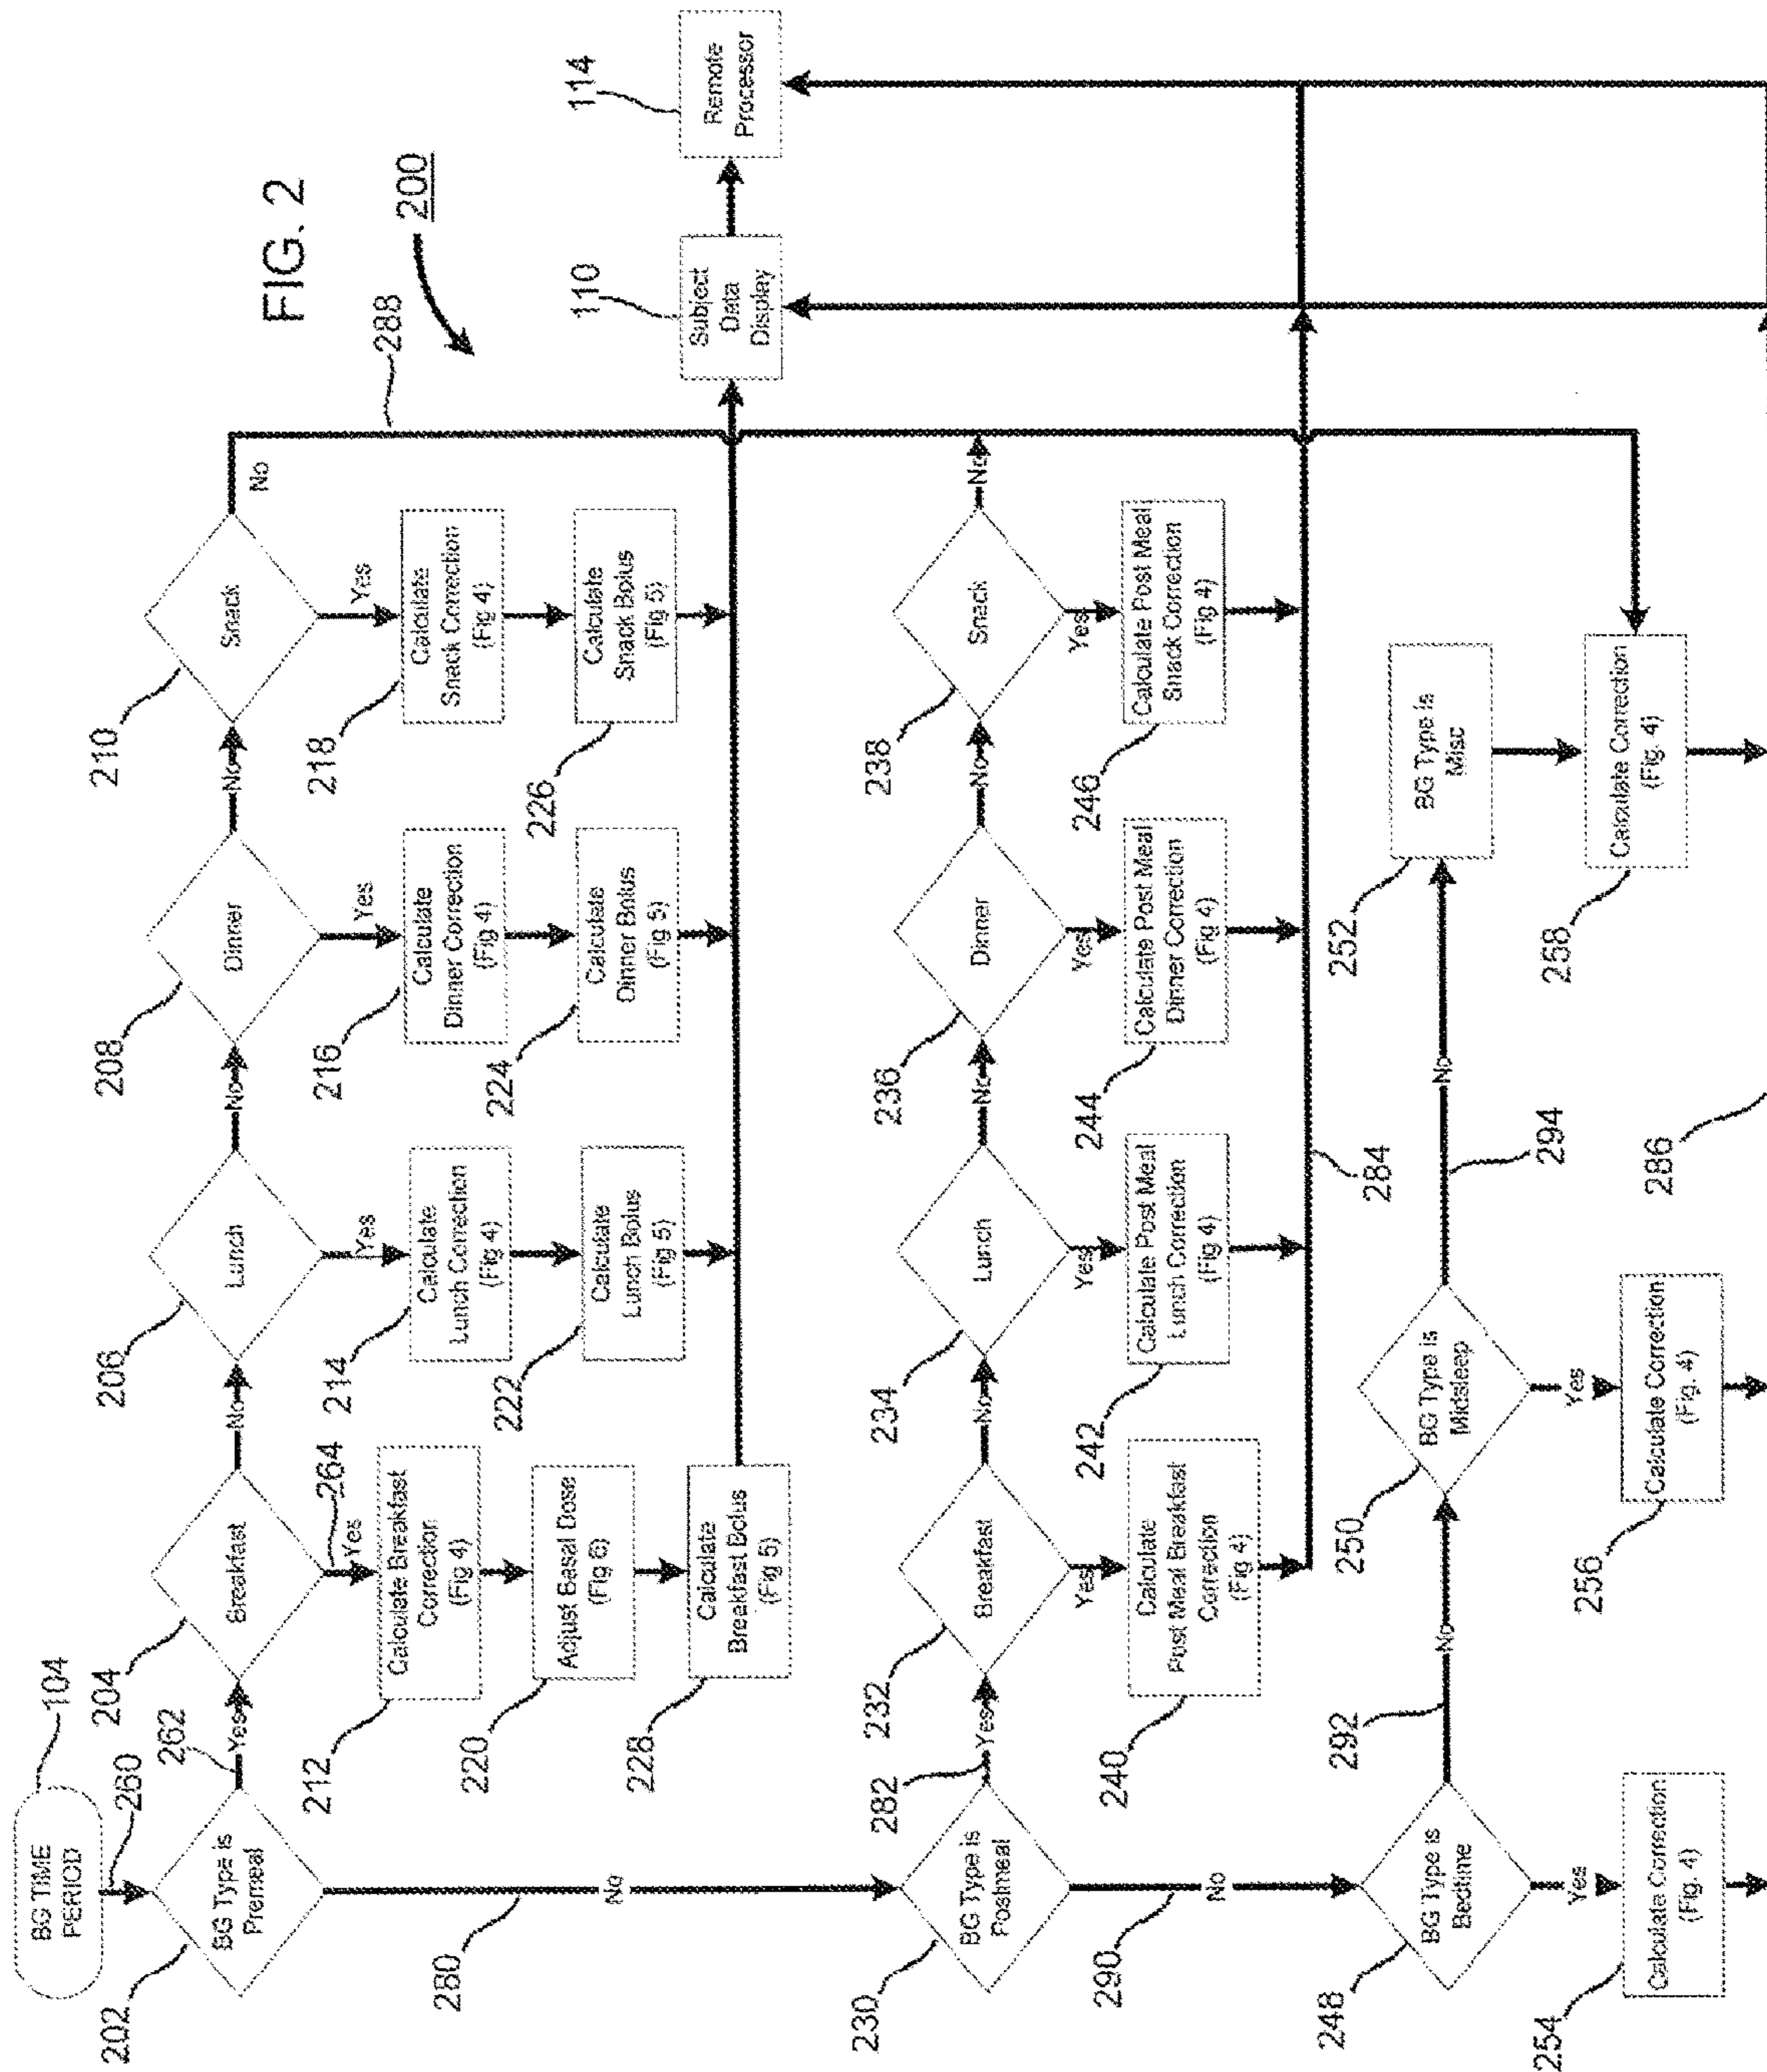 FIG. 2
200
BG TIME
PERIOD
104
260
202
BG Type is
Premeal
262
Yes
204
Breakfast
No
206
Lunch
No
208
Dinner
No
210
Snack
No
288
264
Yes
Yes
Yes
Yes
212
Calculate Breakfast
Correction
(Fig 4)
214
Calculate
Lunch Correction
(Fig 4)
216
Calculate
Dinner Correction
(Fig 4)
218
Calculate
Snack Correction
(Fig 4)
220
Adjust Basal Dose
(Fig 6)
222
Calculate
Lunch Bolus
(Fig 5)
224
Calculate
Dinner Bolus
(Fig 5)
226
Calculate
Snack Bolus
(Fig 5)
228
Calculate
Breakfast Bolus
(Fig 5)
110
Subject
Data
Display
114
Remote
Processor
280
No
230
BG Type is
Postmeal
282
Yes
232
Breakfast
No
234
Lunch
No
236
Dinner
No
238
Snack
No
Yes
Yes
Yes
Yes
240
Calculate
Post Meal Breakfast
Correction
(Fig 4)
242
Calculate Post Meal
Lunch Correction
(Fig 4)
244
Calculate Post Meal
Dinner Correction
(Fig 4)
246
Calculate Post Meal
Snack Correction
(Fig 4)
284
290
No
248
BG Type is
Bedtime
292
No
250
BG Type is
Midsleep
294
No
252
BG Type is
Misc
Yes
Yes
254
Calculate Correction
(Fig. 4)
256
Calculate Correction
(Fig. 4)
258
Calculate Correction
(Fig. 4)
286